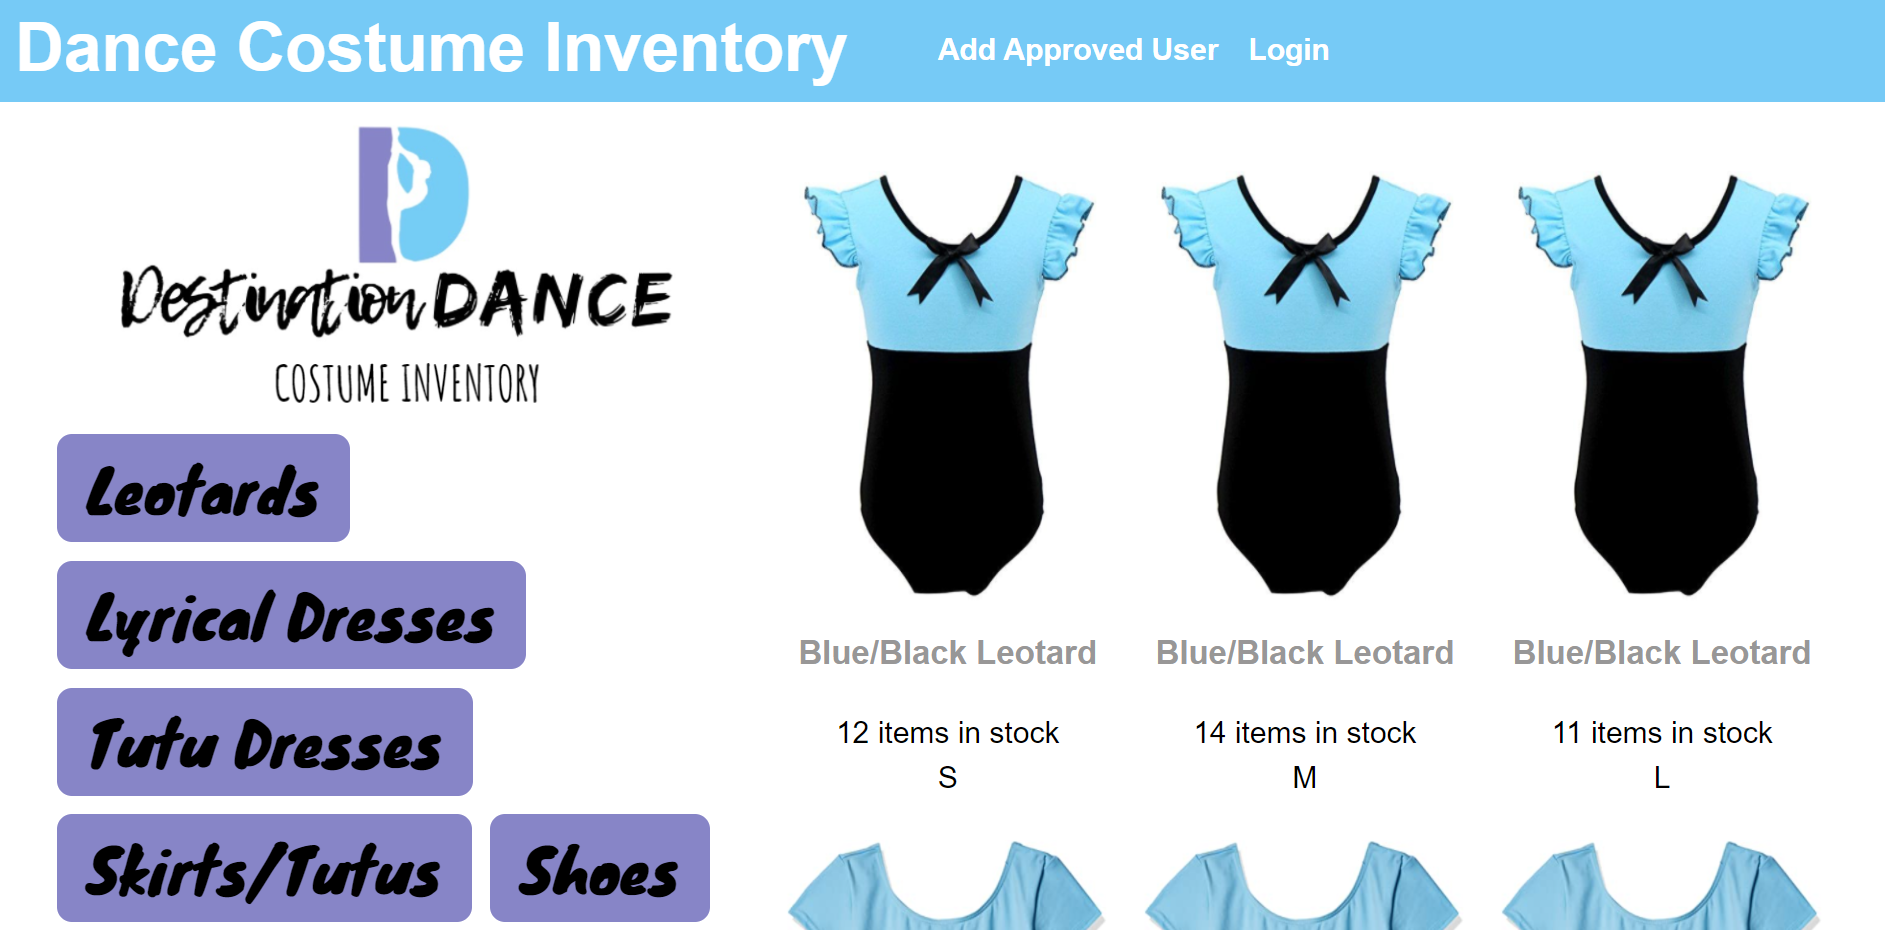 Dance Costume Inventory
Add Approved User
Login
D
Destination DANCE
COSTUME INVENTORY
Leotards
Lyrical Dresses
Tutu Dresses
Skirts/Tutus
Shoes
Blue/Black Leotard
12 items in stock
S
Blue/Black Leotard
14 items in stock
M
Blue/Black Leotard
11 items in stock
L